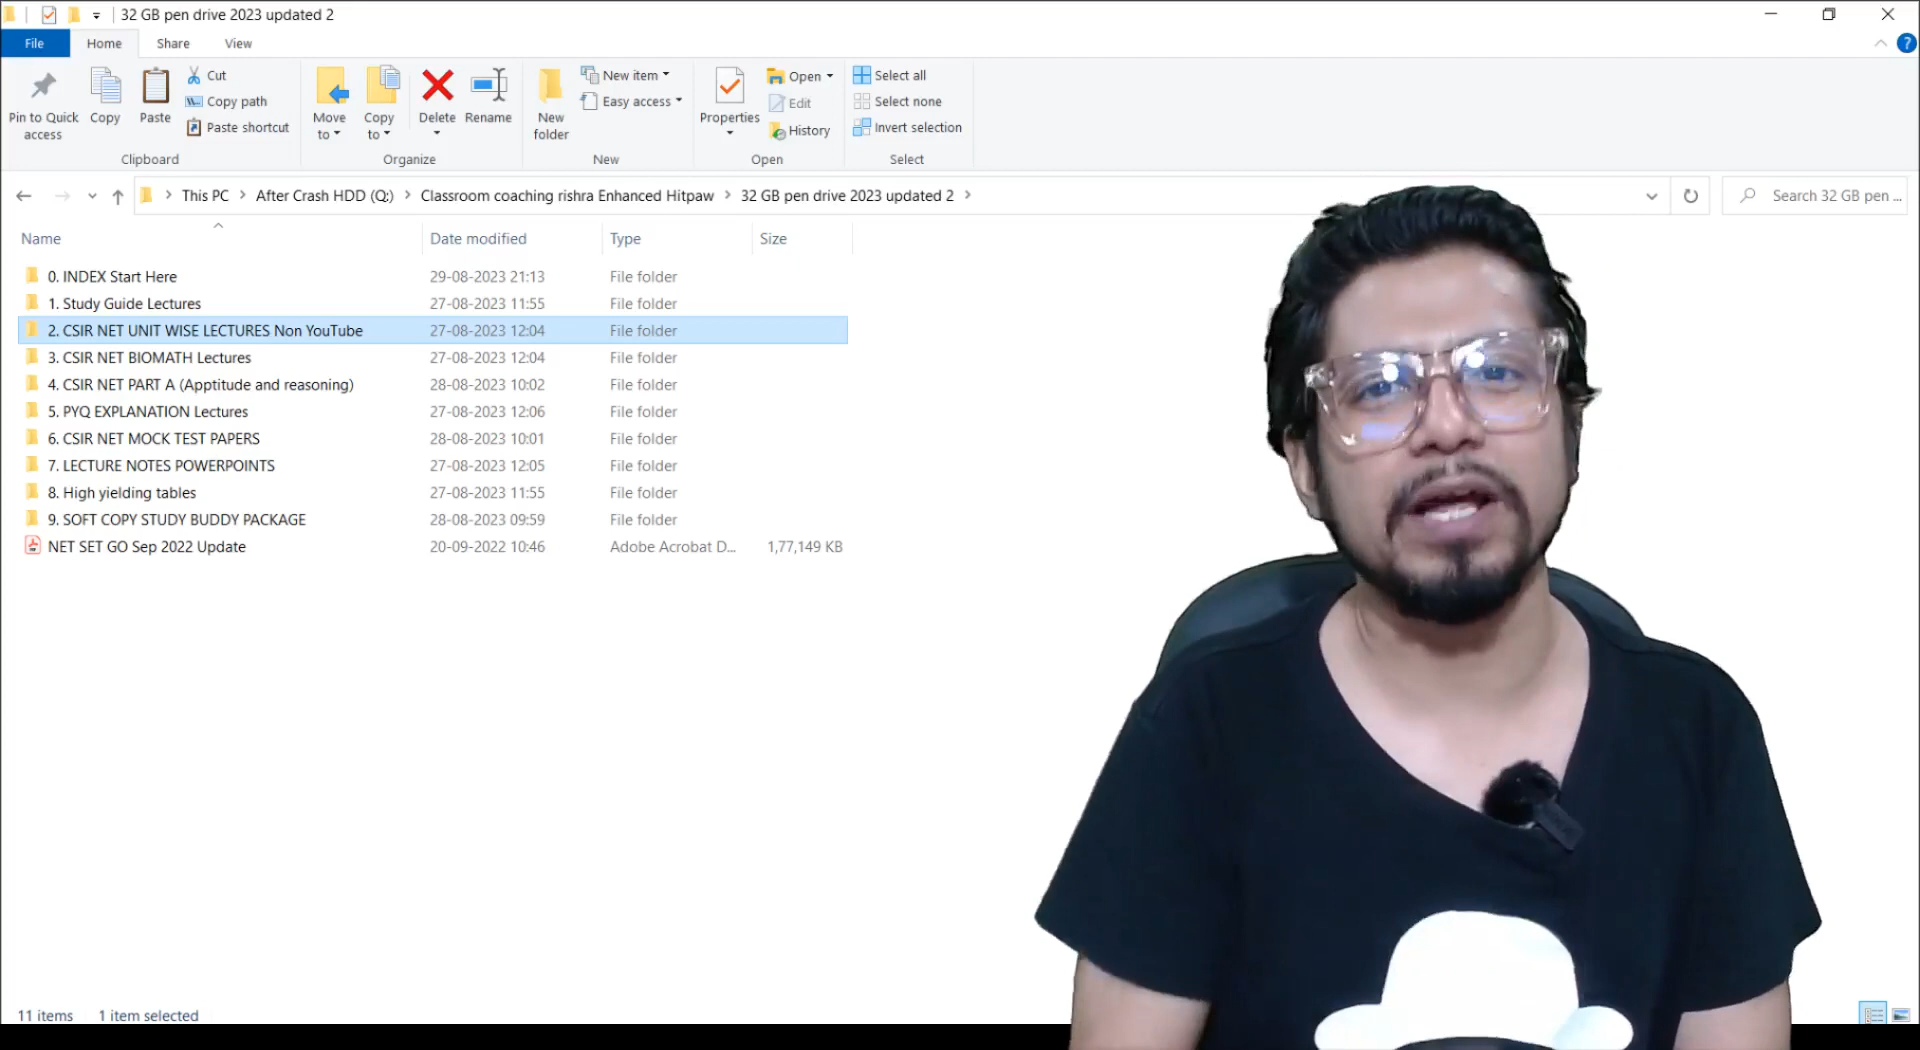 32 GB pen drive 2023 updated 2
File Home Share View
Pin to Quick access
Copy
Paste
Cut
Copy path
Paste shortcut
Clipboard
Move to
Copy to
Delete
Rename
Organize
New folder
New item
Easy access
New
Properties
Open
Edit
History
Open
Select all
Select none
Invert selection
Select
This PC > After Crash HDD (Q:) > Classroom coaching rishra Enhanced Hitpaw > 32 GB pen drive 2023 updated 2 >
Search 32 GB pen ...
Name Date modified Type Size
0. INDEX Start Here 29-08-2023 21:13 File folder
1. Study Guide Lectures 27-08-2023 11:55 File folder
2. CSIR NET UNIT WISE LECTURES Non YouTube 27-08-2023 12:04 File folder
3. CSIR NET BIOMATH Lectures 27-08-2023 12:04 File folder
4. CSIR NET PART A (Apptitude and reasoning) 28-08-2023 10:02 File folder
5. PYQ EXPLANATION Lectures 27-08-2023 12:06 File folder
6. CSIR NET MOCK TEST PAPERS 28-08-2023 10:01 File folder
7. LECTURE NOTES POWERPOINTS 27-08-2023 12:05 File folder
8. High yielding tables 27-08-2023 11:55 File folder
9. SOFT COPY STUDY BUDDY PACKAGE 28-08-2023 09:59 File folder
NET SET GO Sep 2022 Update 20-09-2022 10:46 Adobe Acrobat D... 1,77,149 KB
11 items 1 item selected